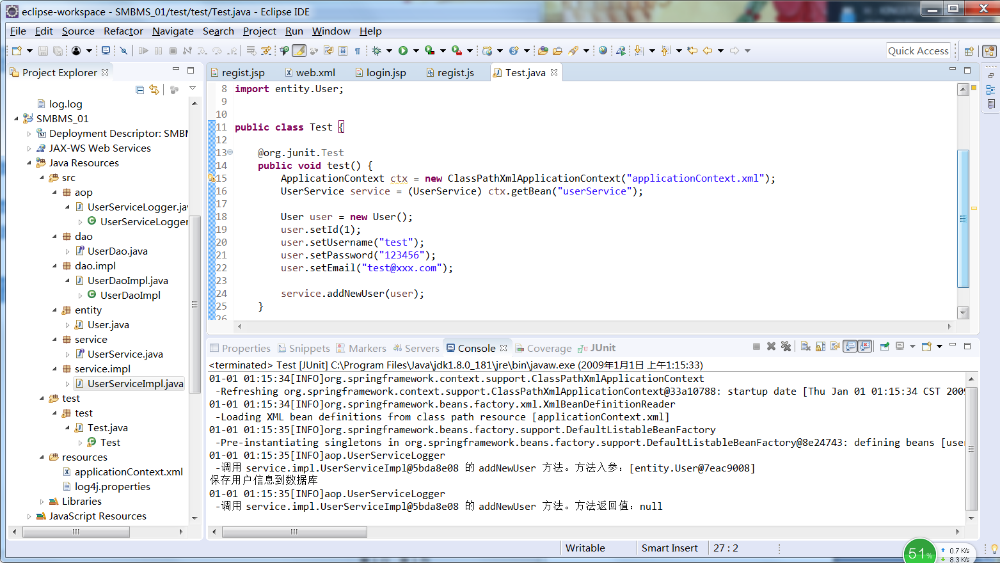 eclipse-workspace - SMBMS_01/test/test/Test.java - Eclipse IDE
File Edit Source Refactor Navigate Search Project Run Window Help
Quick Access
Project Explorer
log.log
SMBMS_01
Deployment Descriptor: SMBM
JAX-WS Web Services
Java Resources
src
aop
UserServiceLogger.ja
UserServiceLogger
dao
UserDao.java
dao.impl
UserDaoImpl.java
UserDaoImpl
entity
User.java
service
UserService.java
service.impl
UserServiceImpl.java
test
test
Test.java
Test
resources
applicationContext.xml
log4j.properties
Libraries
JavaScript Resources
regist.jsp web.xml login.jsp regist.js Test.java
8 import entity.User;
9
10
11 public class Test {
12
13 @org.junit.Test
14 public void test() {
15 ApplicationContext ctx = new ClassPathXmlApplicationContext("applicationContext.xml");
16 UserService service = (UserService) ctx.getBean("userService");
17
18 User user = new User();
19 user.setId(1);
20 user.setUsername("test");
21 user.setPassword("123456");
22 user.setEmail("test@xxx.com");
23
24 service.addNewUser(user);
25 }
26
Properties Snippets Markers Servers Console Coverage JUnit
<terminated> Test [JUnit] C:\Program Files\Java\jdk1.8.0_181\jre\bin\javaw.exe (2009年1月1日 上午1:15:33)
01-01 01:15:34[INFO]org.springframework.context.support.ClassPathXmlApplicationContext
-Refreshing org.springframework.context.support.ClassPathXmlApplicationContext@33a10788: startup date [Thu Jan 01 01:15:34 CST 2009
01-01 01:15:34[INFO]org.springframework.beans.factory.xml.XmlBeanDefinitionReader
-Loading XML bean definitions from class path resource [applicationContext.xml]
01-01 01:15:35[INFO]org.springframework.beans.factory.support.DefaultListableBeanFactory
-Pre-instantiating singletons in org.springframework.beans.factory.support.DefaultListableBeanFactory@8e24743: defining beans [use
01-01 01:15:35[INFO]aop.UserServiceLogger
-调用 service.impl.UserServiceImpl@5bda8e08 的 addNewUser 方法。方法入参：[entity.User@7eac9008]
保存用户信息到数据库
01-01 01:15:35[INFO]aop.UserServiceLogger
-调用 service.impl.UserServiceImpl@5bda8e08 的 addNewUser 方法。方法返回值：null
Writable Smart Insert 27 : 2
51%
0.7 K/s
8.3 K/s